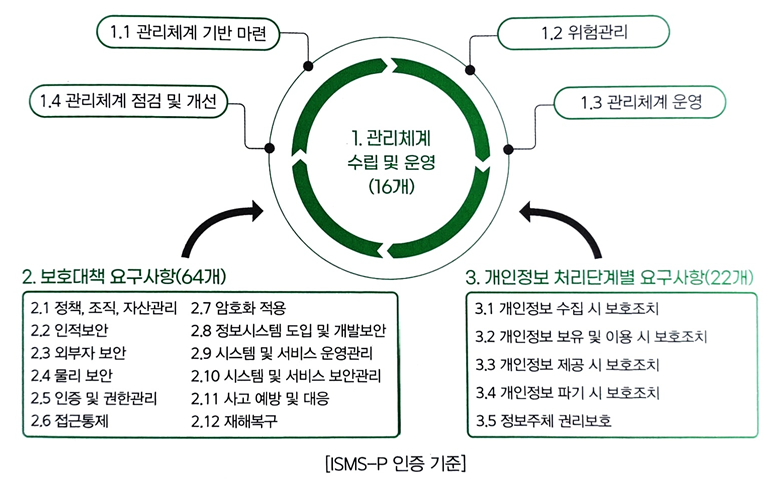 1.1 관리체계 기반 마련
1.2 위험관리
1.4 관리체계 점검 및 개선
1.3 관리체계 운영
1. 관리체계
수립 및 운영
(16개)
2. 보호대책 요구사항(64개)
2.1 정책, 조직, 자산관리
2.2 인적보안
2.3 외부자 보안
2.4 물리 보안
2.5 인증 및 권한관리
2.6 접근통제
2.7 암호화 적용
2.8 정보시스템 도입 및 개발보안
2.9 시스템 및 서비스 운영관리
2.10 시스템 및 서비스 보안관리
2.11 사고 예방 및 대응
2.12 재해복구
3. 개인정보 처리단계별 요구사항(22개)
3.1 개인정보 수집 시 보호조치
3.2 개인정보 보유 및 이용 시 보호조치
3.3 개인정보 제공 시 보호조치
3.4 개인정보 파기 시 보호조치
3.5 정보주체 권리보호
[ISMS-P 인증 기준]